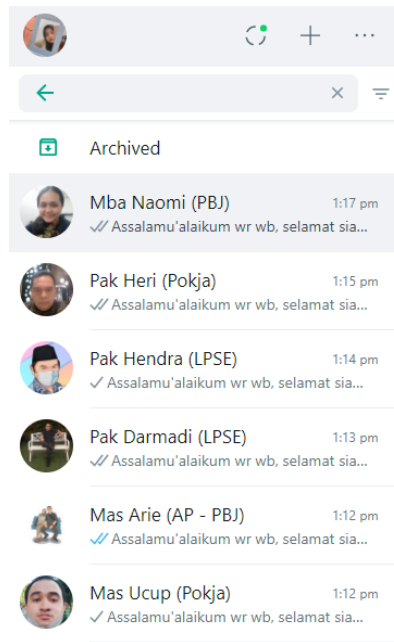 Archived
Mba Naomi (PBJ) 1:17 pm
Assalamu'alaikum wr wb, selamat sia...
Pak Heri (Pokja) 1:15 pm
Assalamu'alaikum wr wb, selamat sia...
Pak Hendra (LPSE) 1:14 pm
Assalamu'alaikum wr wb, selamat sia...
Pak Darmadi (LPSE) 1:13 pm
Assalamu'alaikum wr wb, selamat sia...
Mas Arie (AP - PBJ) 1:12 pm
Assalamu'alaikum wr wb, selamat sia...
Mas Ucup (Pokja) 1:12 pm
Assalamu'alaikum wr wb, selamat sia...